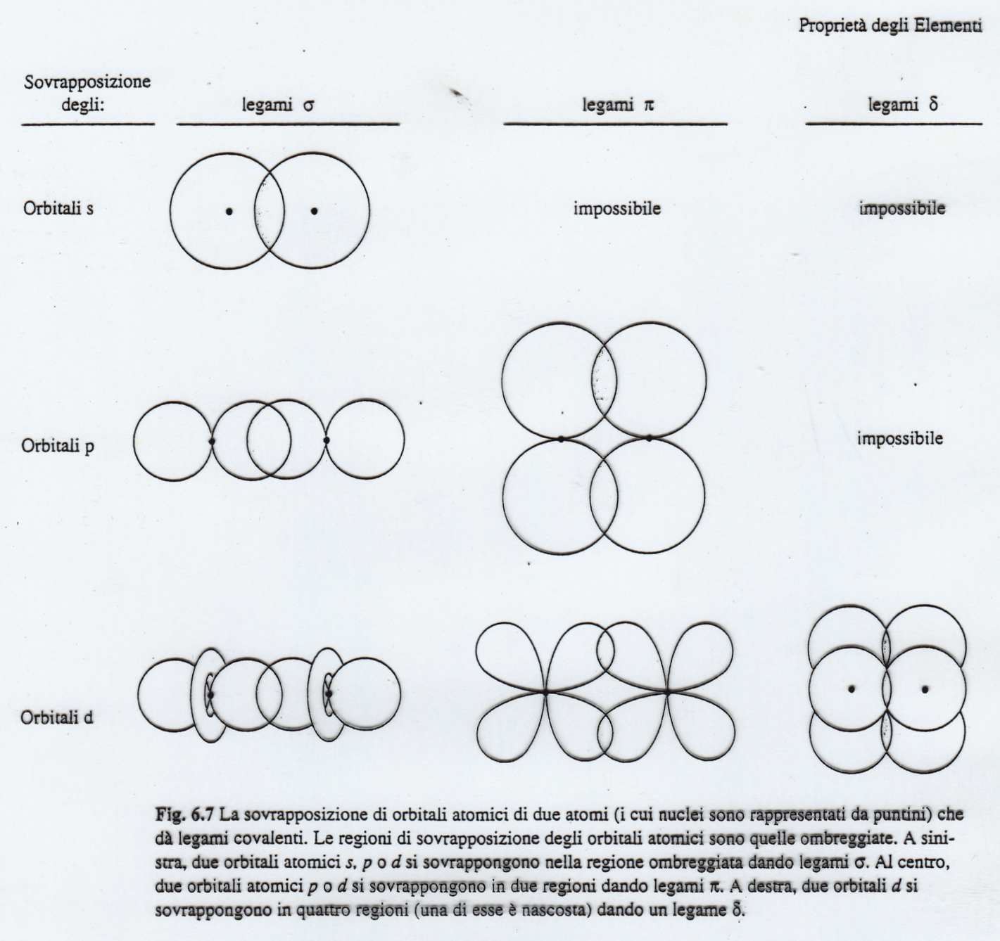 Proprietà degli Elementi
Sovrapposizione
degli:
legami σ
legami π
legami δ
Orbitali s
impossibile
impossibile
Orbitali p
impossibile
Orbitali d
Fig. 6.7 La sovrapposizione di orbitali atomici di due atomi (i cui nuclei sono rappresentati da puntini) che
dà legami covalenti. Le regioni di sovrapposizione degli orbitali atomici sono quelle ombreggiate. A sini-
stra, due orbitali atomici s, p o d si sovrappongono nella regione ombreggiata dando legami σ. Al centro,
due orbitali atomici p o d si sovrappongono in due regioni dando legami π. A destra, due orbitali d si
sovrappongono in quattro regioni (una di esse è nascosta) dando un legame δ.